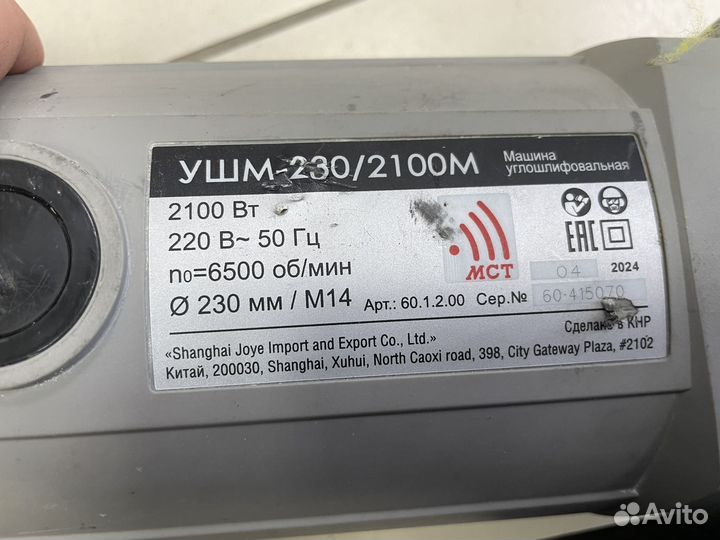 УШМ-230/2100М
Машина
углошлифовальная
2100 Вт
220 В~ 50 Гц
n0=6500 об/мин
Ø 230 мм / М14
МСТ
EAC
04 2024
Арт.: 60.1.2.00 Сер.№ 60-415070
Сделано в КНР
«Shanghai Joye Import and Export Co., Ltd.»
Китай, 200030, Shanghai, Xuhui, North Caoxi road, 398, City Gateway Plaza, #2102
Avito